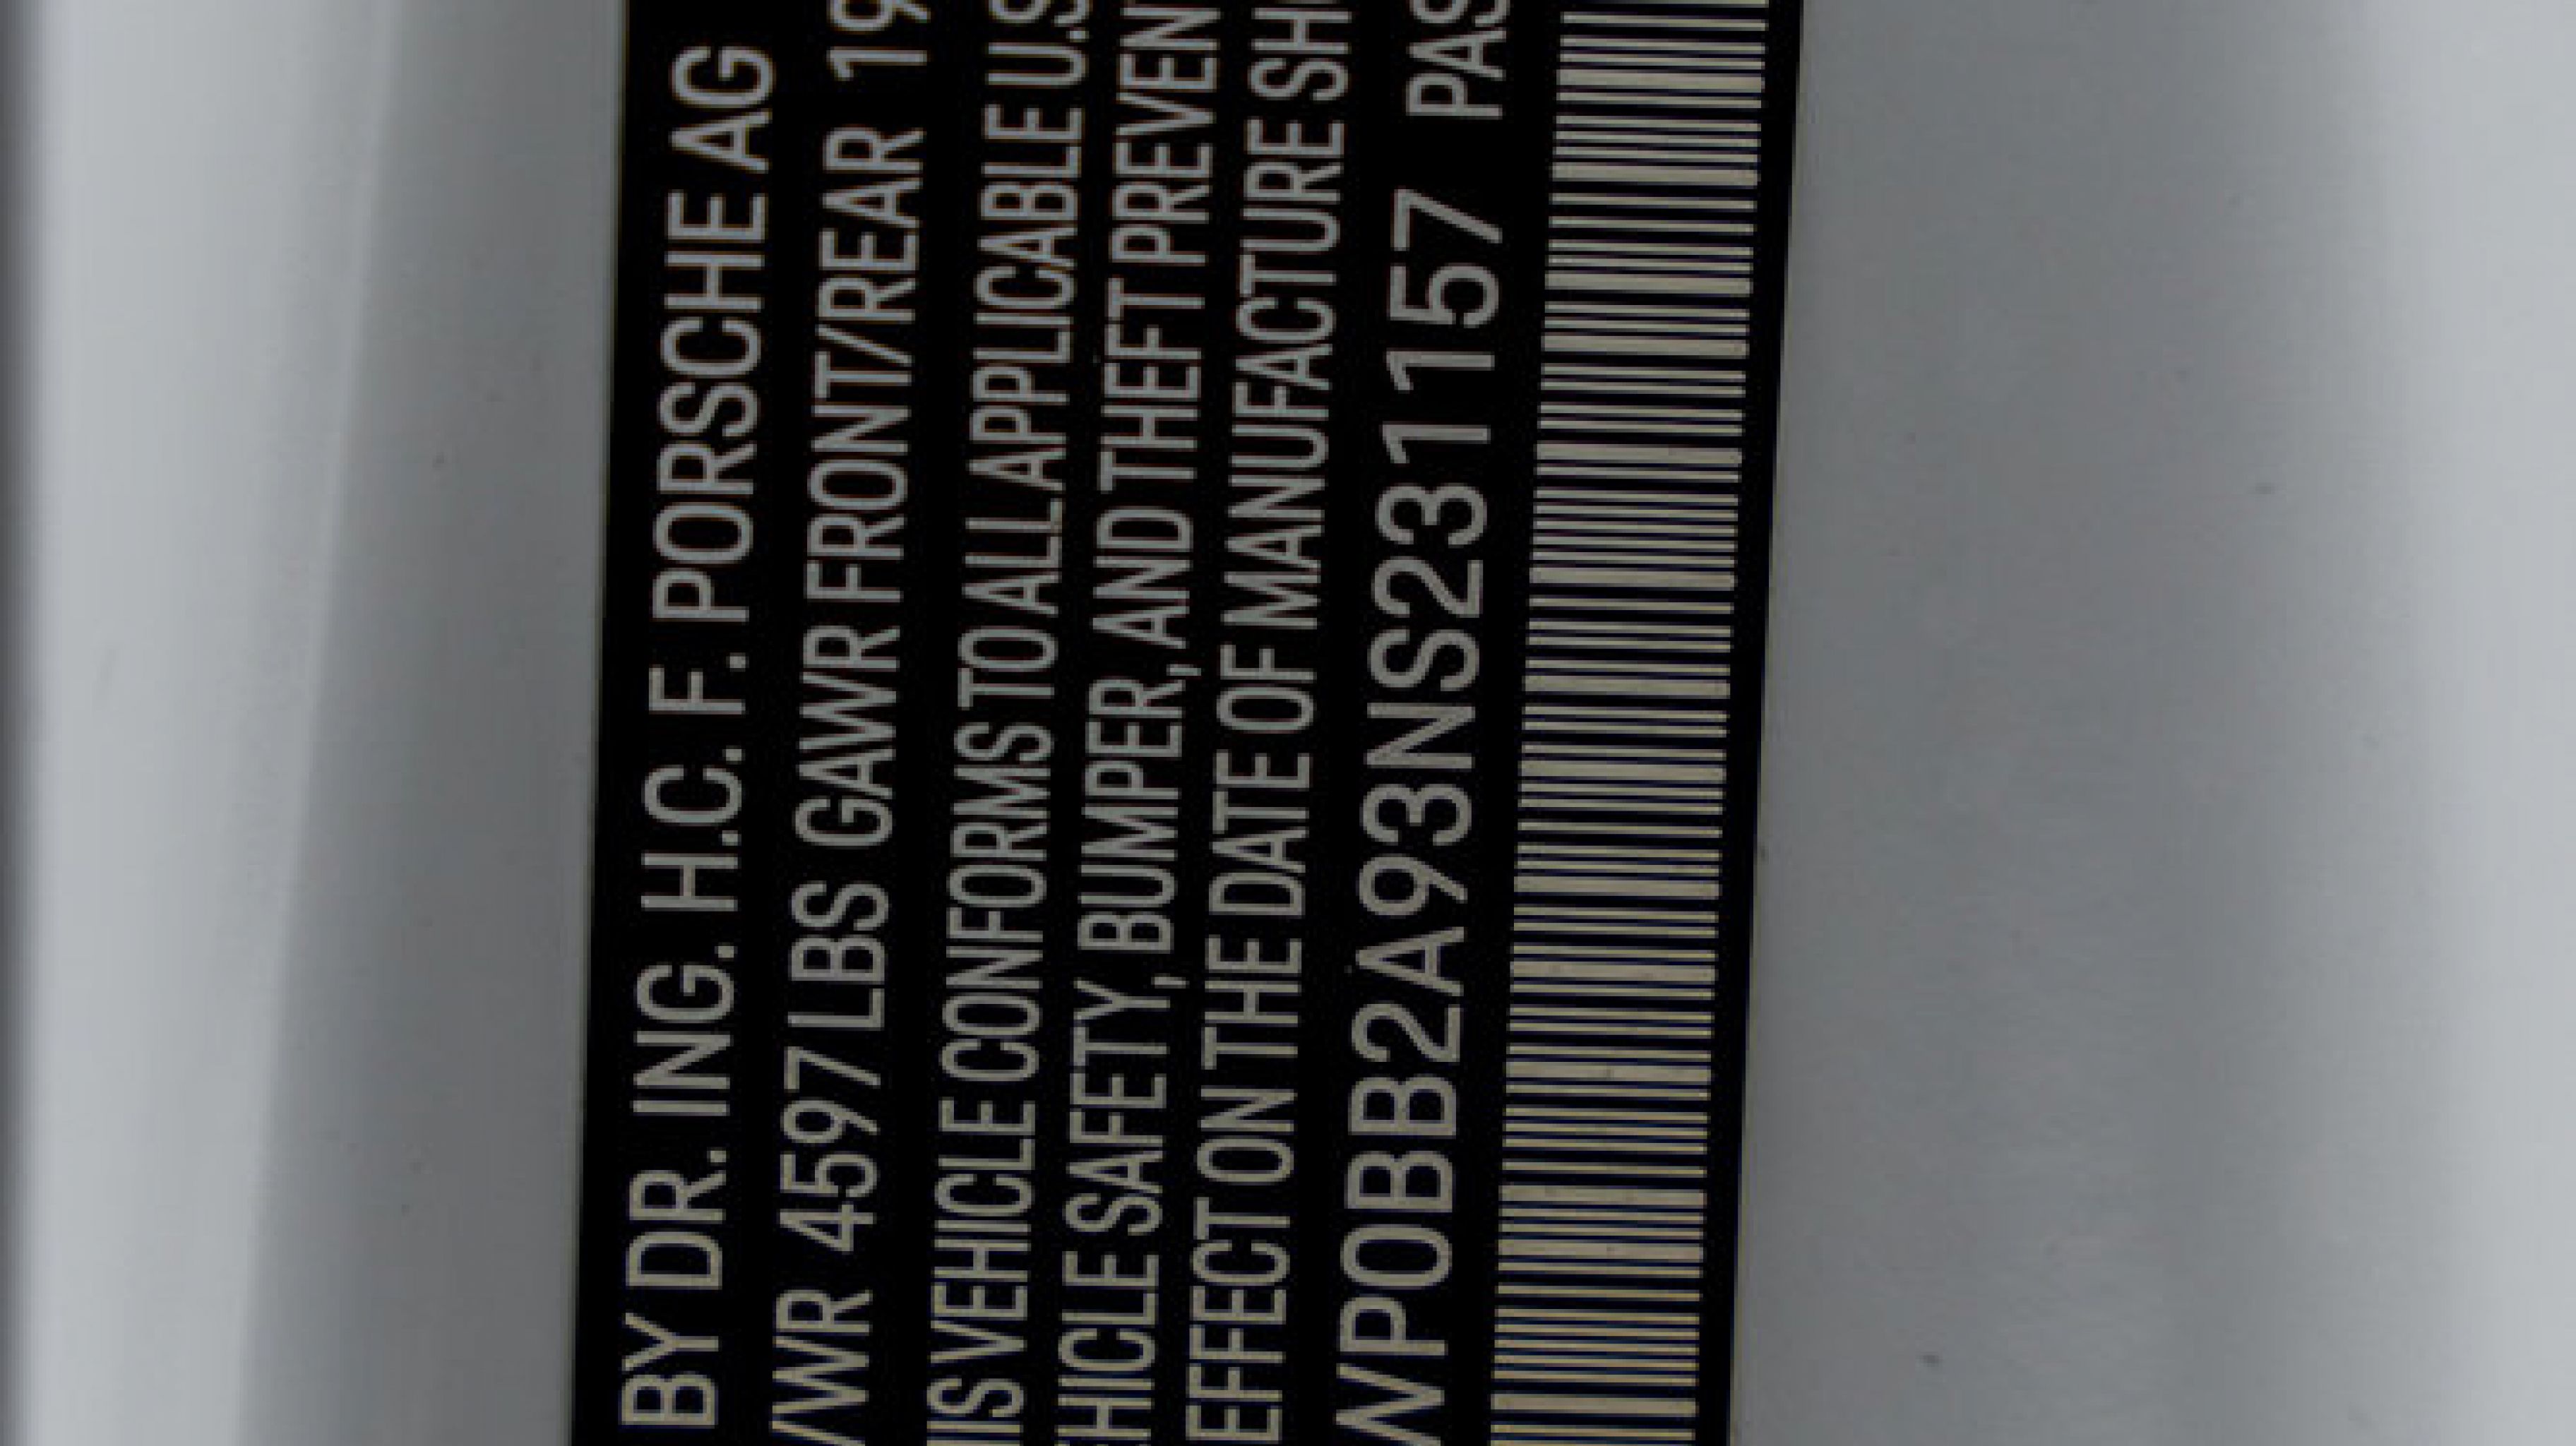 BY DR. ING. H.C. F. PORSCHE AG
VWR 4597 LBS GAWR FRONT/REAR 19
IS VEHICLE CONFORMS TO ALL APPLICABLE U.S
HICLE SAFETY, BUMPER, AND THEFT PREVEN
EFFECT ON THE DATE OF MANUFACTURE SH
WP0BB2A93NS231157 PAS